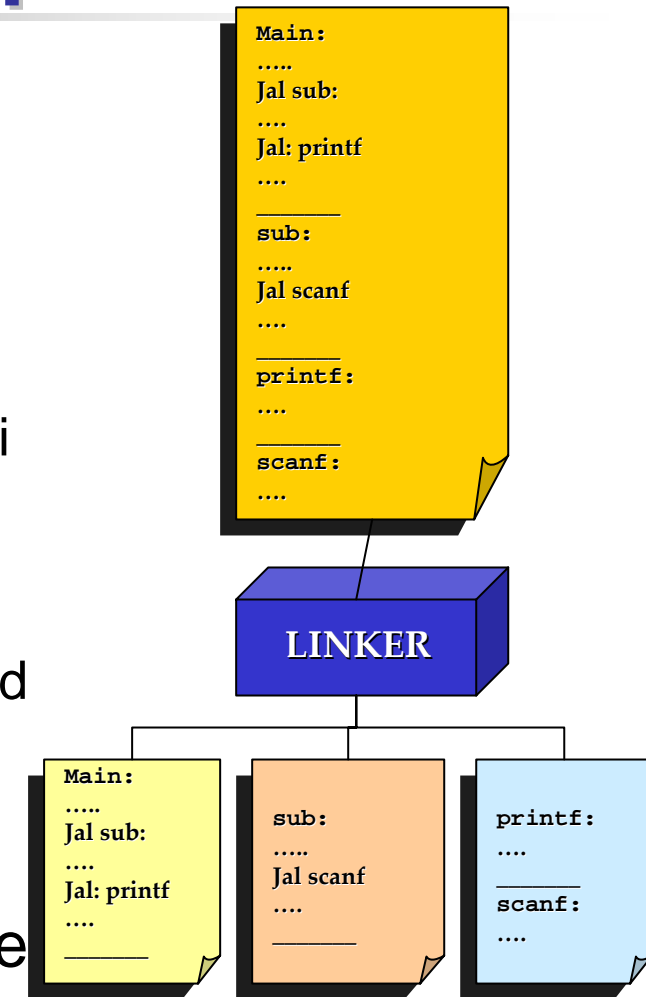 Main:
…..
Jal sub:
….
Jal: printf
….
_______
sub:
…..
Jal scanf
….
_______
printf:
….
_______
scanf:
….
i
LINKER
d
Main:
…..
Jal sub:
….
Jal: printf
….
_______
sub:
…..
Jal scanf
….
_______
printf:
….
_______
scanf:
….
e